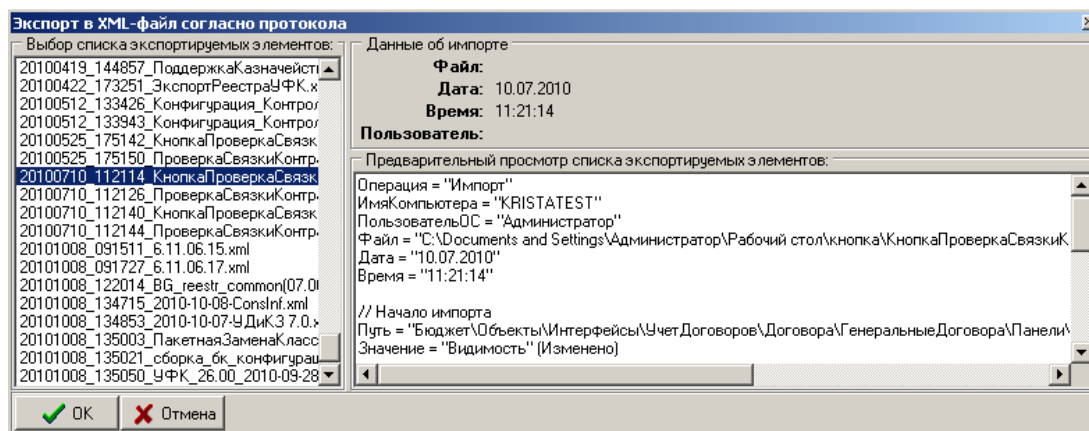 Экспорт в XML-файл согласно протокола
Выбор списка экспортируемых элементов:
20100419_144857_ПоддержкаКазначейст
20100422_173251_ЭкспортРеестраУФК.x
20100512_133426_Конфигурация_Контрол
20100512_133943_Конфигурация_Контрол
20100525_175142_КнопкаПроверкаСвязк
20100525_175150_ПроверкаСвязкиКонтр
20100710_112114_КнопкаПроверкаСвязк
20100710_112126_ПроверкаСвязкиКонтр
20100710_112140_КнопкаПроверкаСвязк
20100710_112144_ПроверкаСвязкиКонтр
20101008_091511_6.11.06.15.xml
20101008_091727_6.11.06.17.xml
20101008_122014_BG_reestr_common(07.0
20101008_134715_2010-10-08-ConsInf.xml
20101008_134853_2010-10-07-УДиКЗ 7.0.x
20101008_135003_ПакетнаяЗаменаКласс
20101008_135021_сборка_бк_конфигурац
20101008_135050_УФК_26.00_2010-09-28
Данные об импорте
Файл:
Дата: 10.07.2010
Время: 11:21:14
Пользователь:
Предварительный просмотр списка экспортируемых элементов:
Операция = "Импорт"
ИмяКомпьютера = "KRISTATEST"
ПользовательОС = "Администратор"
Файл = "C:\Documents and Settings\Администратор\Рабочий стол\кнопка\КнопкаПроверкаСвязкиК
Дата = "10.07.2010"
Время = "11:21:14"
// Начало импорта
Путь = "Бюджет\Объекты\Интерфейсы\УчетДоговоров\Договора\ГенеральныеДоговора\Панели\
Значение = "Видимость" (Изменено)
OK
Отмена